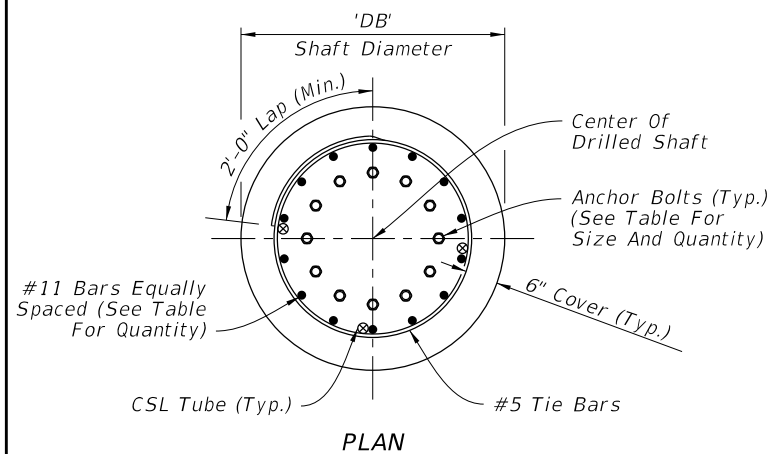 'DB'
Shaft Diameter
2'-0" Lap (Min.)
Center Of
Drilled Shaft
Anchor Bolts (Typ.)
(See Table For
Size And Quantity)
#11 Bars Equally
Spaced (See Table
For Quantity)
6" Cover (Typ.)
CSL Tube (Typ.)
#5 Tie Bars
PLAN